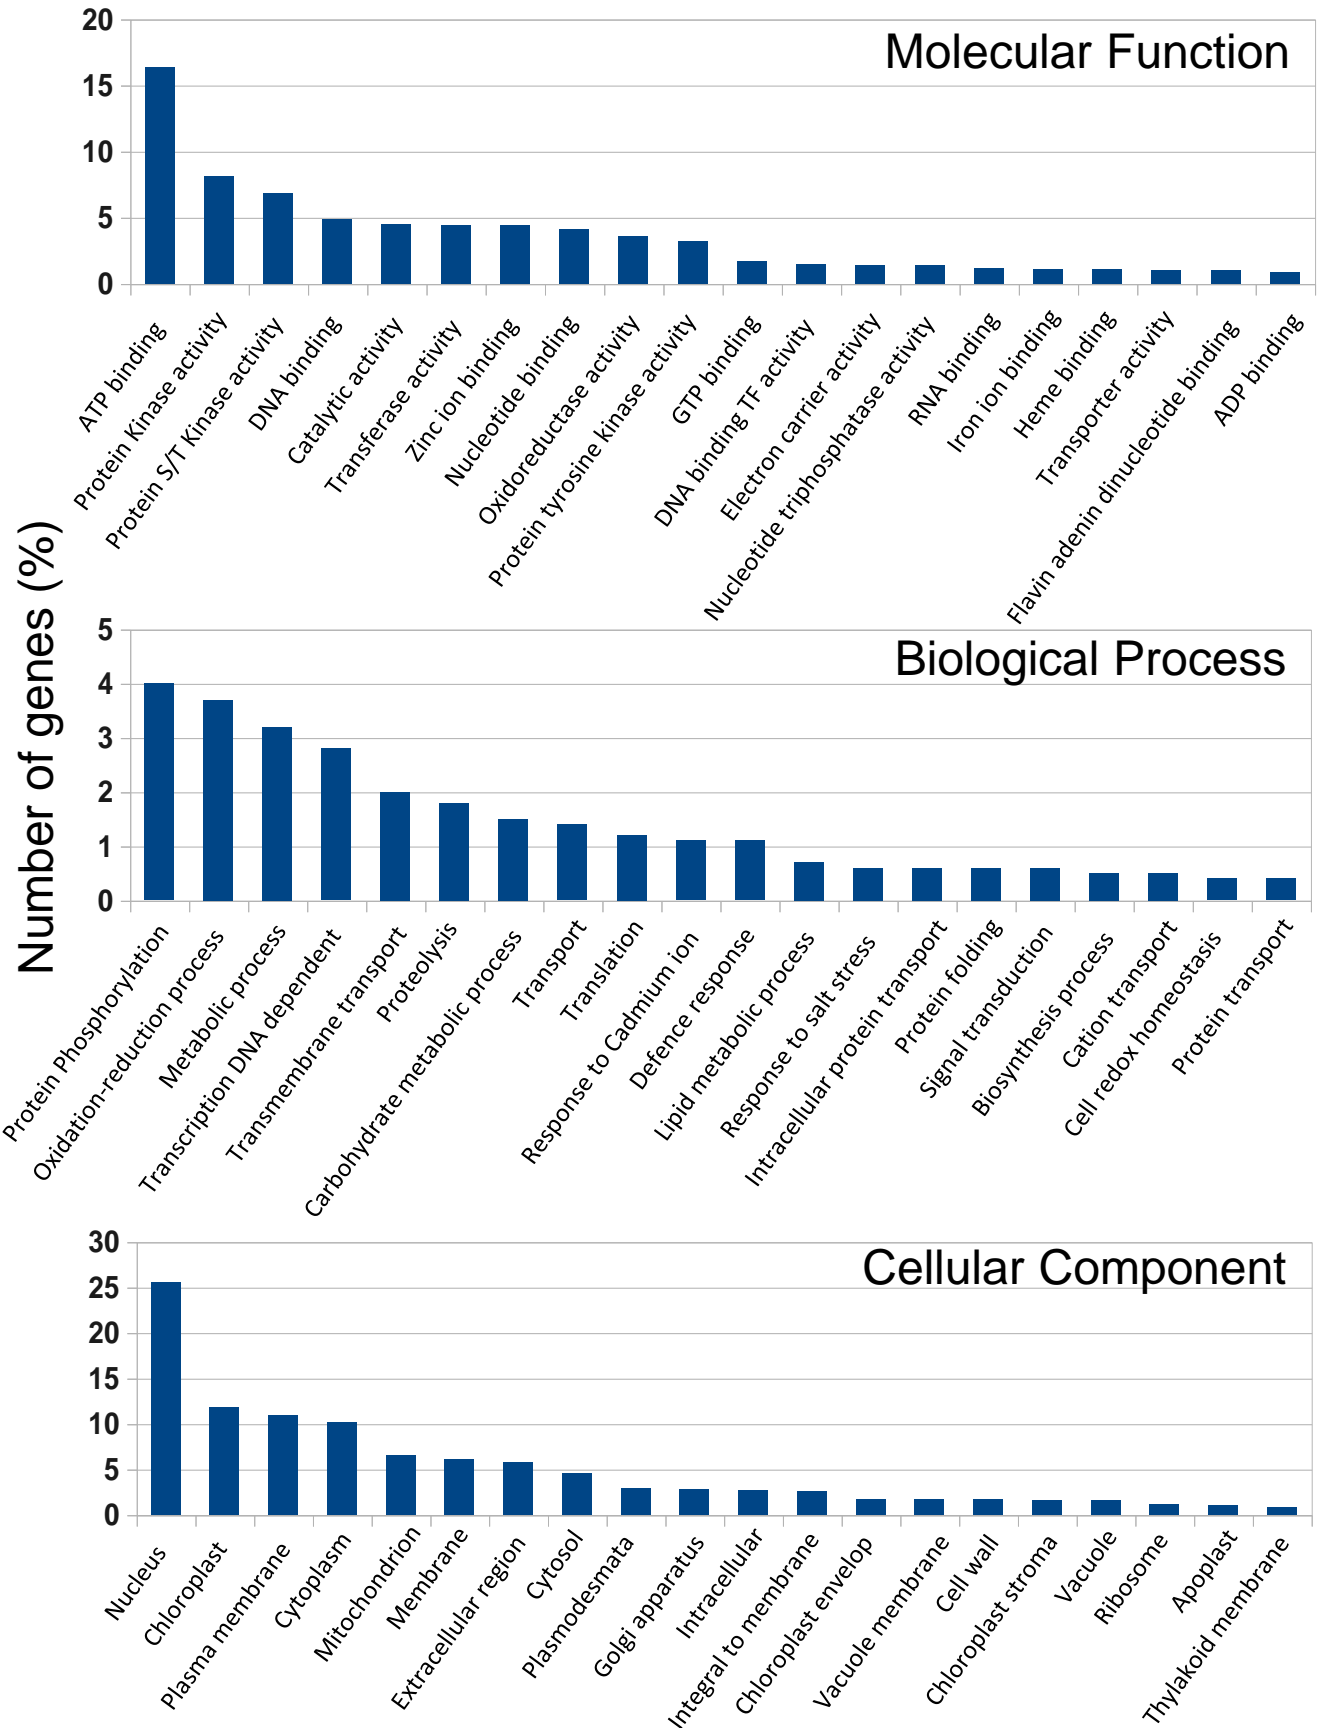 Number of genes (%)
Molecular Function
20
15
10
5
0
ATP binding
Protein Kinase activity
Protein S/T Kinase activity
DNA binding
Catalytic activity
Transferase activity
Zinc ion binding
Nucleotide binding
Oxidoreductase activity
Protein tyrosine kinase activity
GTP binding
DNA binding TF activity
Electron carrier activity
Nucleotide triphosphatase activity
RNA binding
Iron ion binding
Heme binding
Transporter activity
Flavin adenin dinucleotide binding
ADP binding
Biological Process
5
4
3
2
1
0
Protein Phosphorylation
Oxidation-reduction process
Metabolic process
Transcription DNA dependent
Transmembrane transport
Proteolysis
Carbohydrate metabolic process
Transport
Translation
Response to Cadmium ion
Defence response
Lipid metabolic process
Response to salt stress
Intracellular protein transport
Protein folding
Signal transduction
Biosynthesis process
Cation transport
Cell redox homeostasis
Protein transport
Cellular Component
30
25
20
15
10
5
0
Nucleus
Chloroplast
Plasma membrane
Cytoplasm
Mitochondrion
Membrane
Extracellular region
Cytosol
Plasmodesmata
Golgi apparatus
Intracellular
Integral to membrane
Chloroplast envelop
Vacuole membrane
Cell wall
Chloroplast stroma
Vacuole
Ribosome
Apoplast
Thylakoid membrane